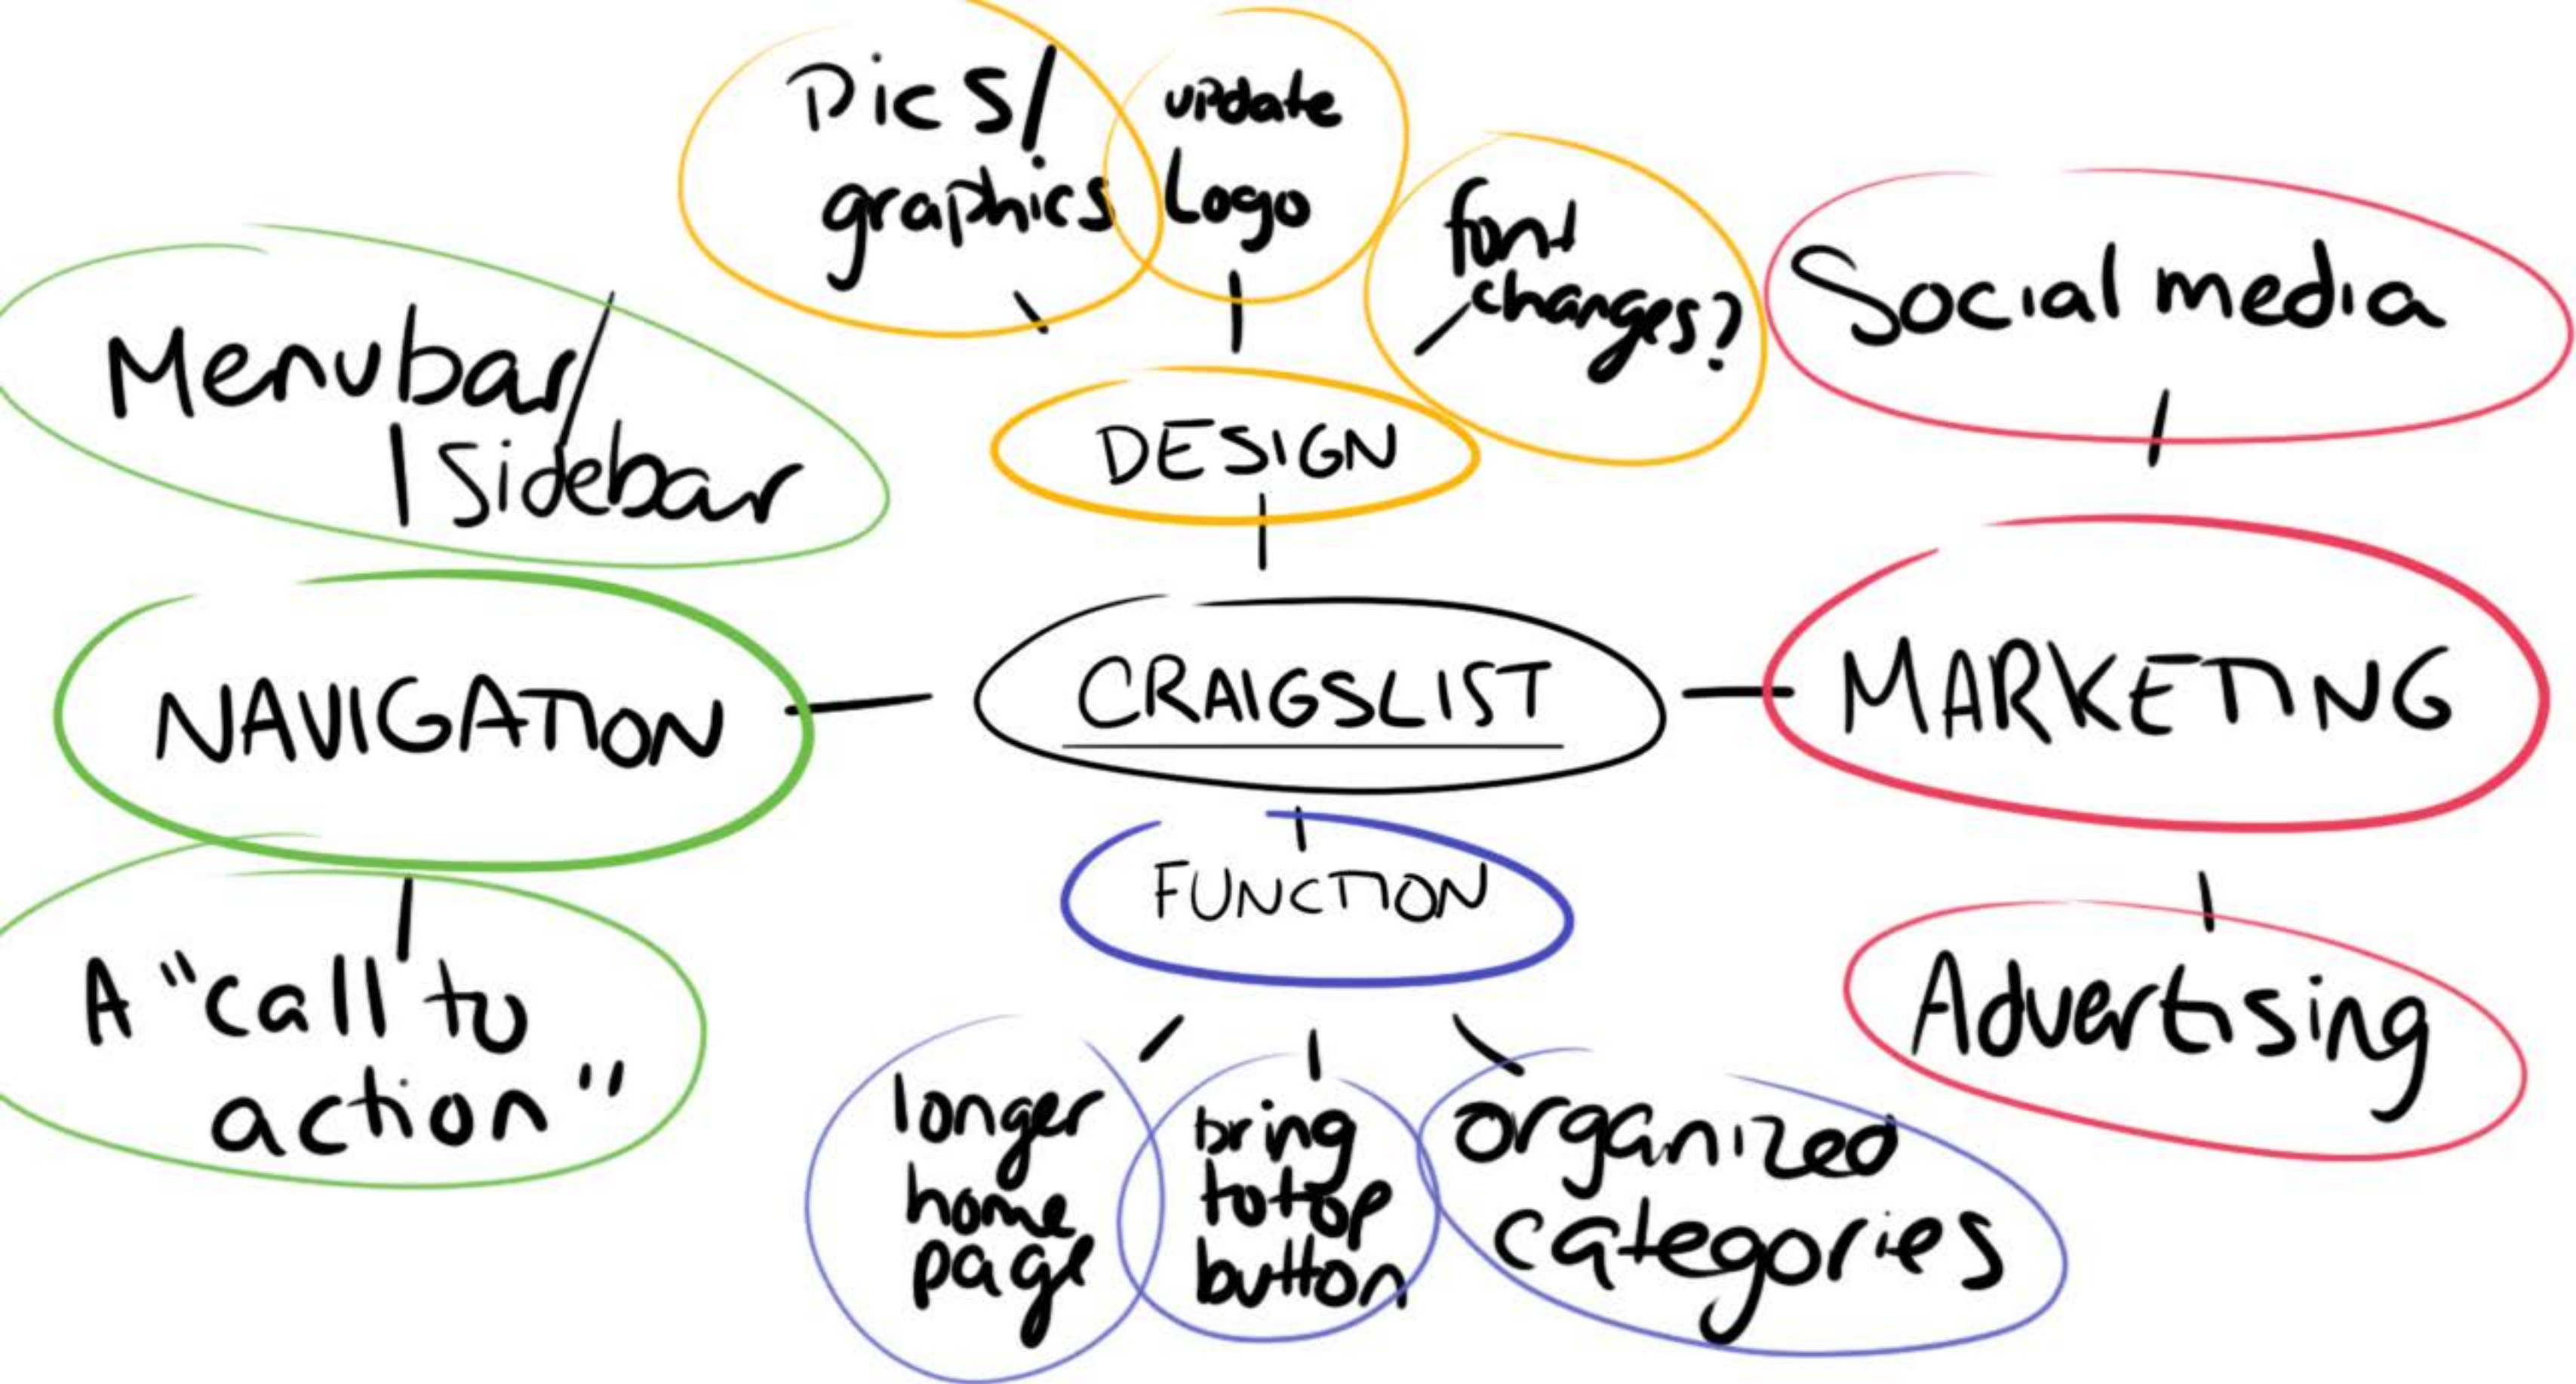 Pics/
graphics
update
Logo
font
changes?
Social media
Menubar/
Sidebar
DESIGN
NAVIGATION
CRAIGSLIST
MARKETING
FUNCTION
A "call to
action"
longer
home
page
bring
to top
button
organized
categories
Advertising